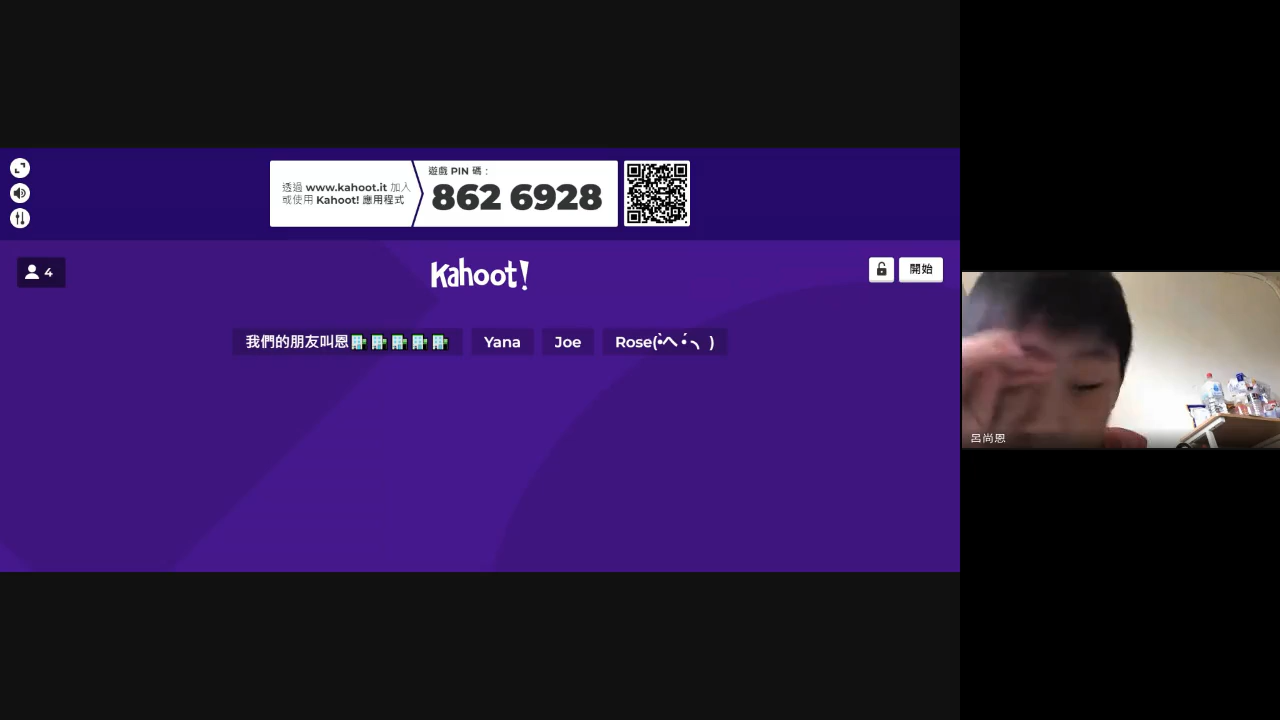 透過 www.kahoot.it 加入
或使用 Kahoot! 應用程式
遊戲 PIN 碼：
862 6928
4
Kahoot!
開始
我們的朋友叫恩
Yana
Joe
Rose(•̀へ •́ ╮ )
呂尚恩